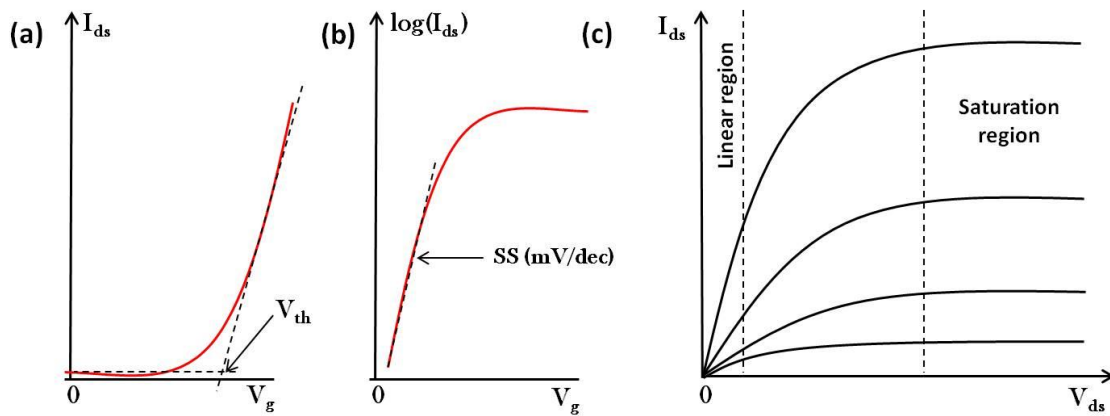 (a)
I_ds
V_th
0
V_g
(b)
log(I_ds)
SS (mV/dec)
0
V_g
(c)
I_ds
Linear region
Saturation
region
0
V_ds